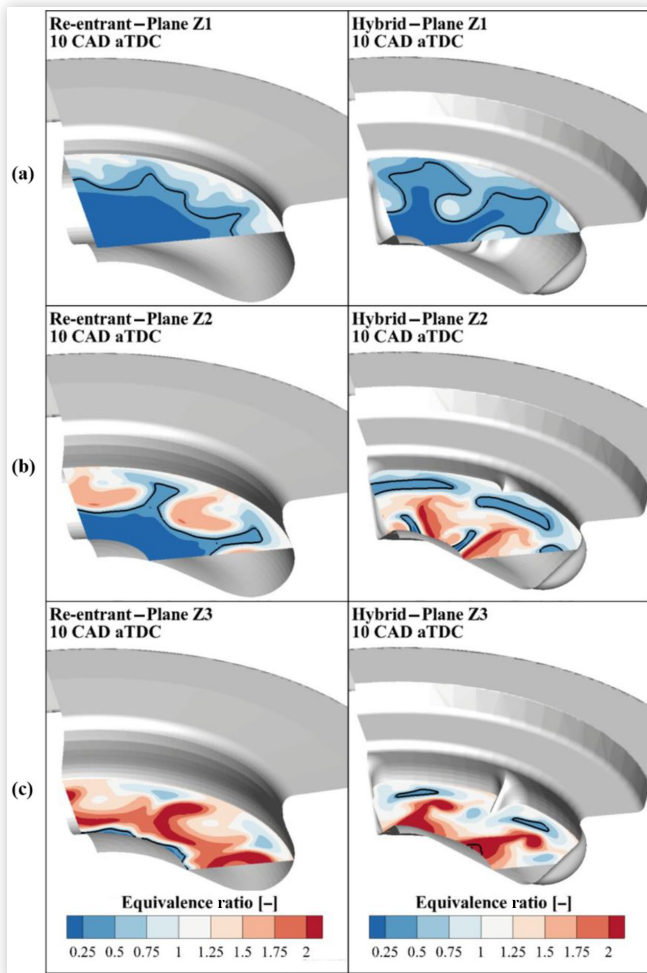 Re-entrant–Plane Z1
10 CAD aTDC
Hybrid–Plane Z1
10 CAD aTDC
(a)
Re-entrant–Plane Z2
10 CAD aTDC
Hybrid–Plane Z2
10 CAD aTDC
(b)
Re-entrant–Plane Z3
10 CAD aTDC
Hybrid–Plane Z3
10 CAD aTDC
(c)
Equivalence ratio [–]
0.25 0.5 0.75 1 1.25 1.5 1.75 2
Equivalence ratio [–]
0.25 0.5 0.75 1 1.25 1.5 1.75 2